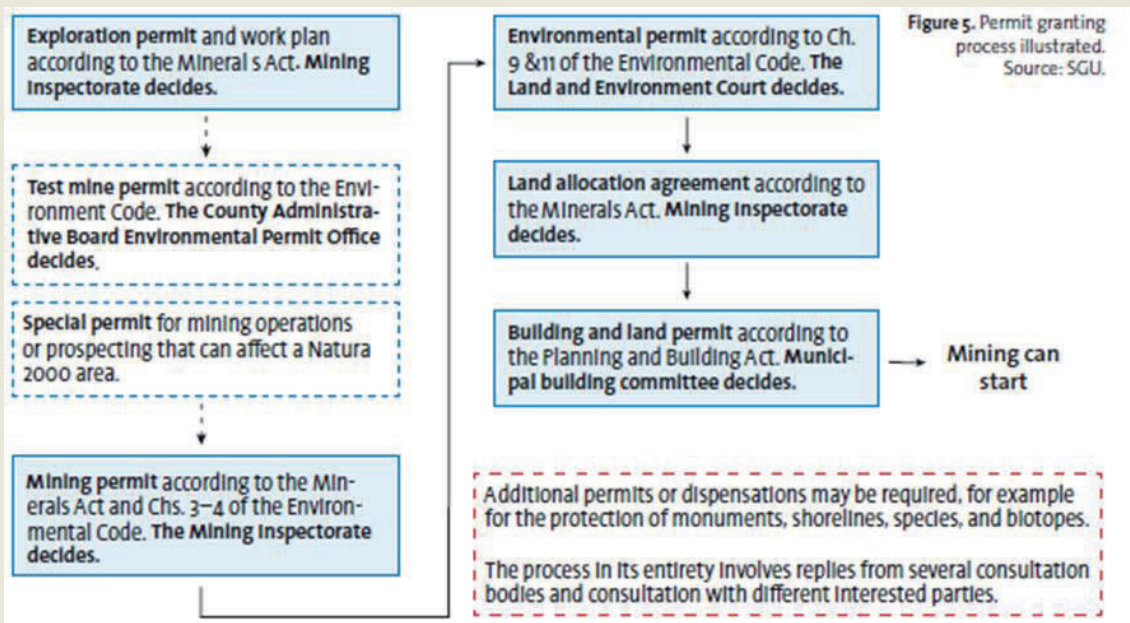 Exploration permit and work plan
according to the Mineral s Act. Mining
Inspectorate decides.
Test mine permit according to the Envi-
ronment Code. The County Administra-
tive Board Environmental Permit Office
decides.
Special permit for mining operations
or prospecting that can affect a Natura
2000 area.
Mining permit according to the Min-
erals Act and Chs. 3–4 of the Environ-
mental Code. The Mining Inspectorate
decides.
Environmental permit according to Ch.
9 &11 of the Environmental Code. The
Land and Environment Court decides.
Land allocation agreement according to
the Minerals Act. Mining Inspectorate
decides.
Building and land permit according to
the Planning and Building Act. Munici-
pal building committee decides.
Mining can
start
Figure 5. Permit granting
process illustrated.
Source: SGU.
Additional permits or dispensations may be required, for example
for the protection of monuments, shorelines, species, and biotopes.
The process in its entirety involves replies from several consultation
bodies and consultation with different interested parties.